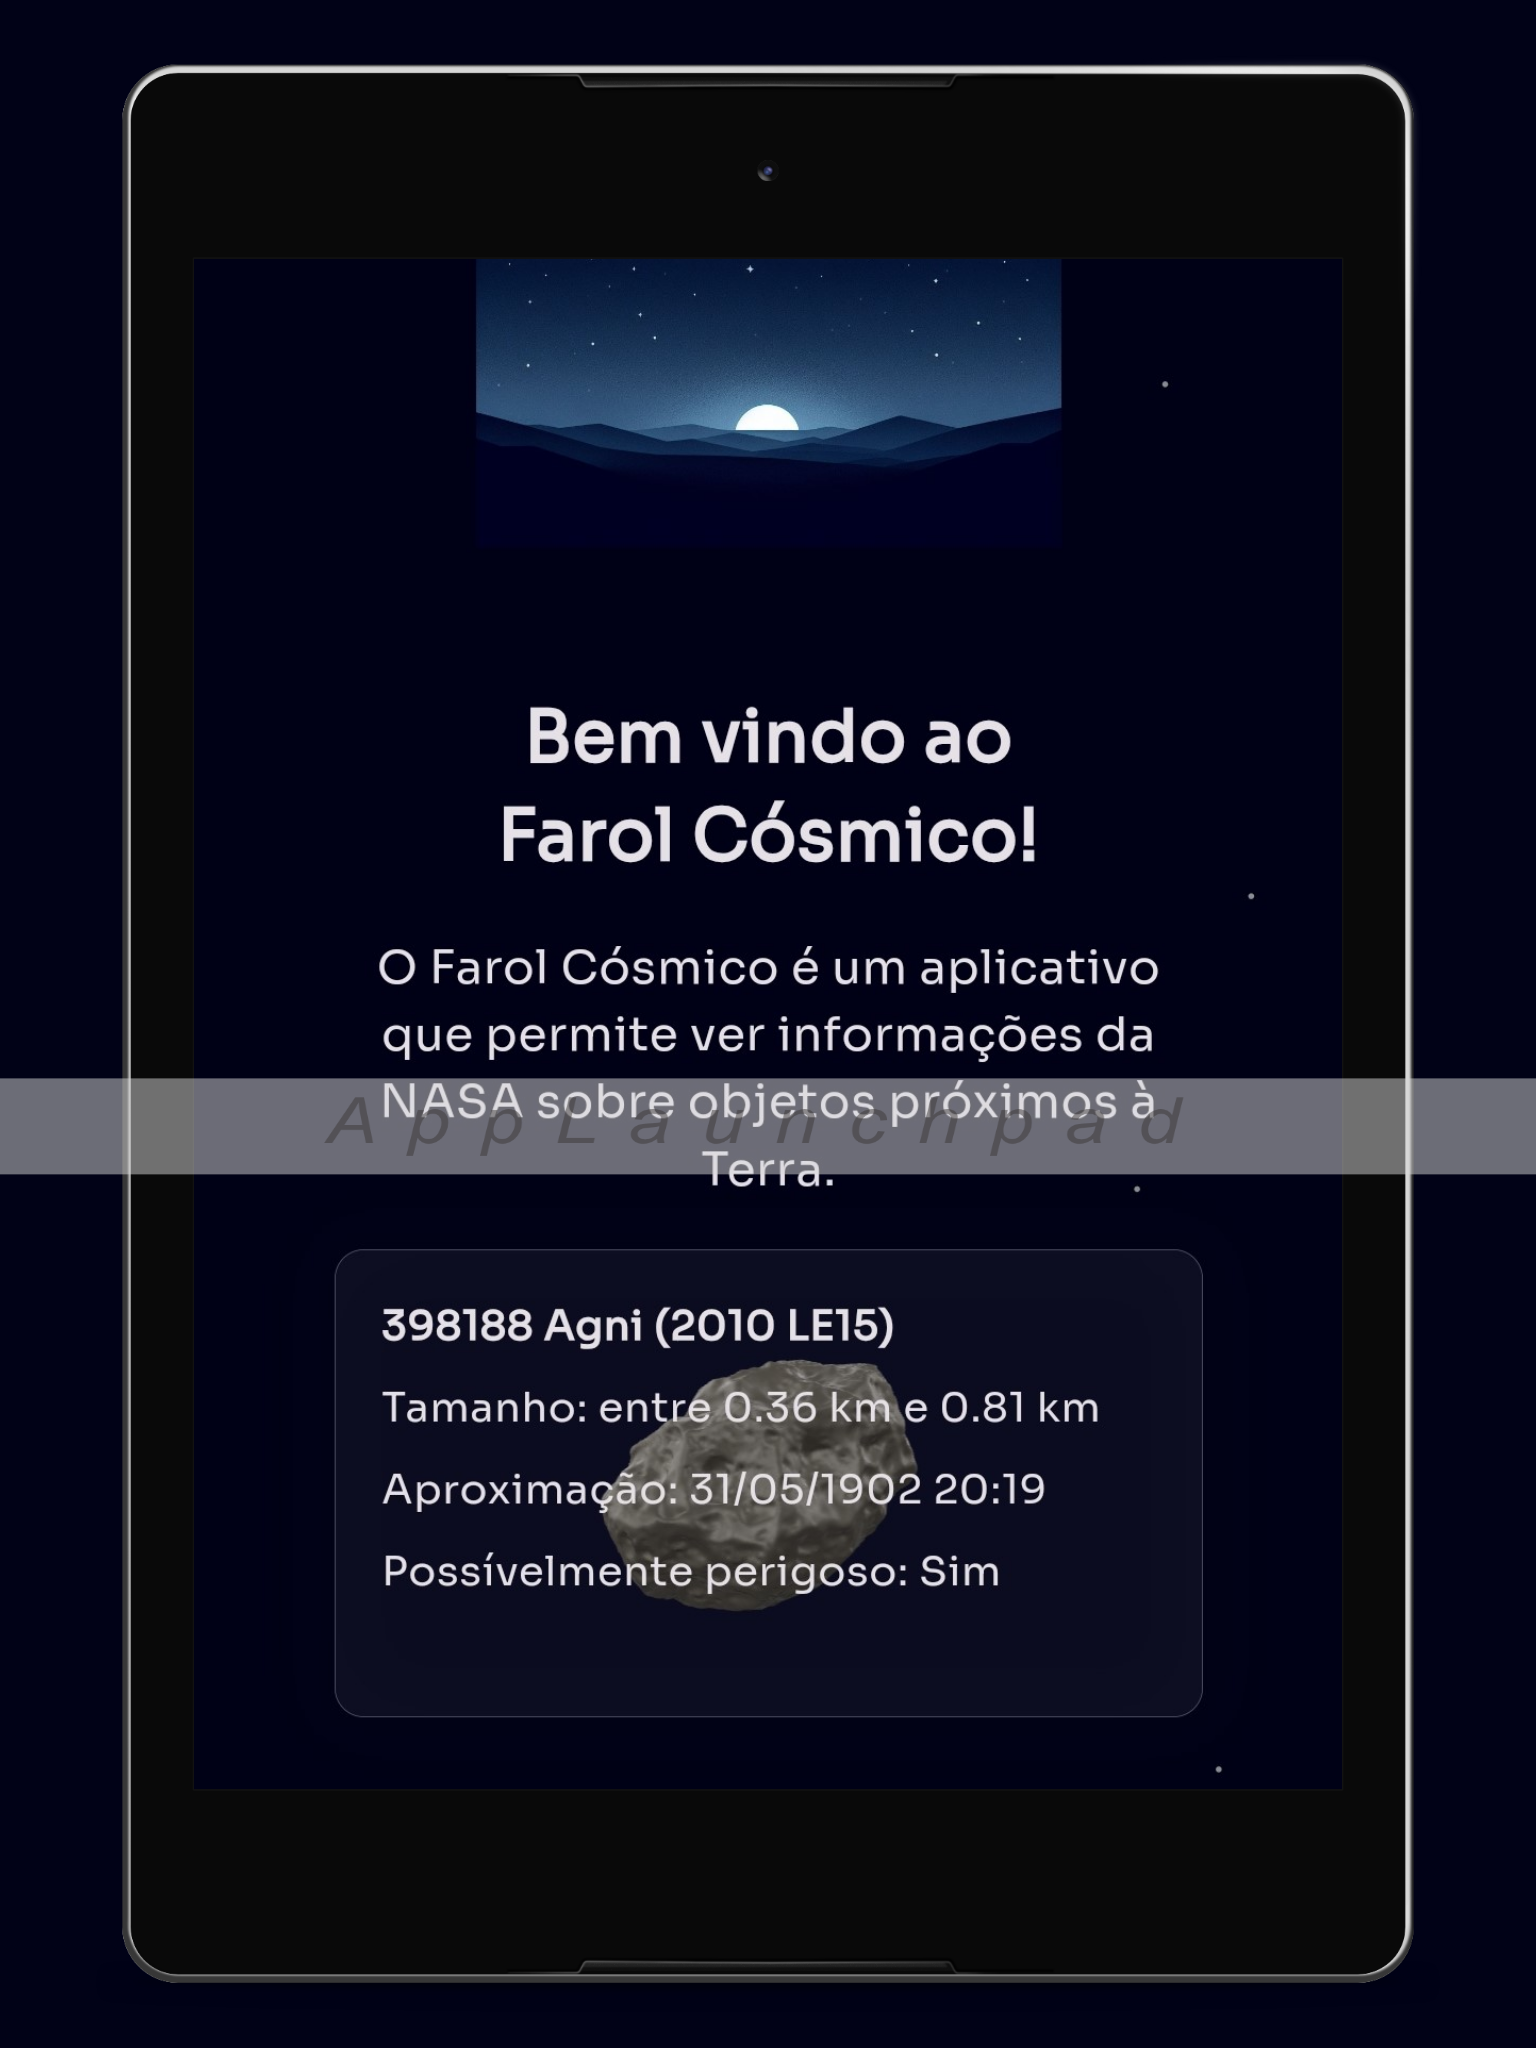 Bem vindo ao
Farol Cósmico!
O Farol Cósmico é um aplicativo
que permite ver informações da
NASA sobre objetos próximos à
AppLaunchpad
Terra.
398188 Agni (2010 LE15)
Tamanho: entre 0.36 km e 0.81 km
Aproximação: 31/05/1902 20:19
Possívelmente perigoso: Sim